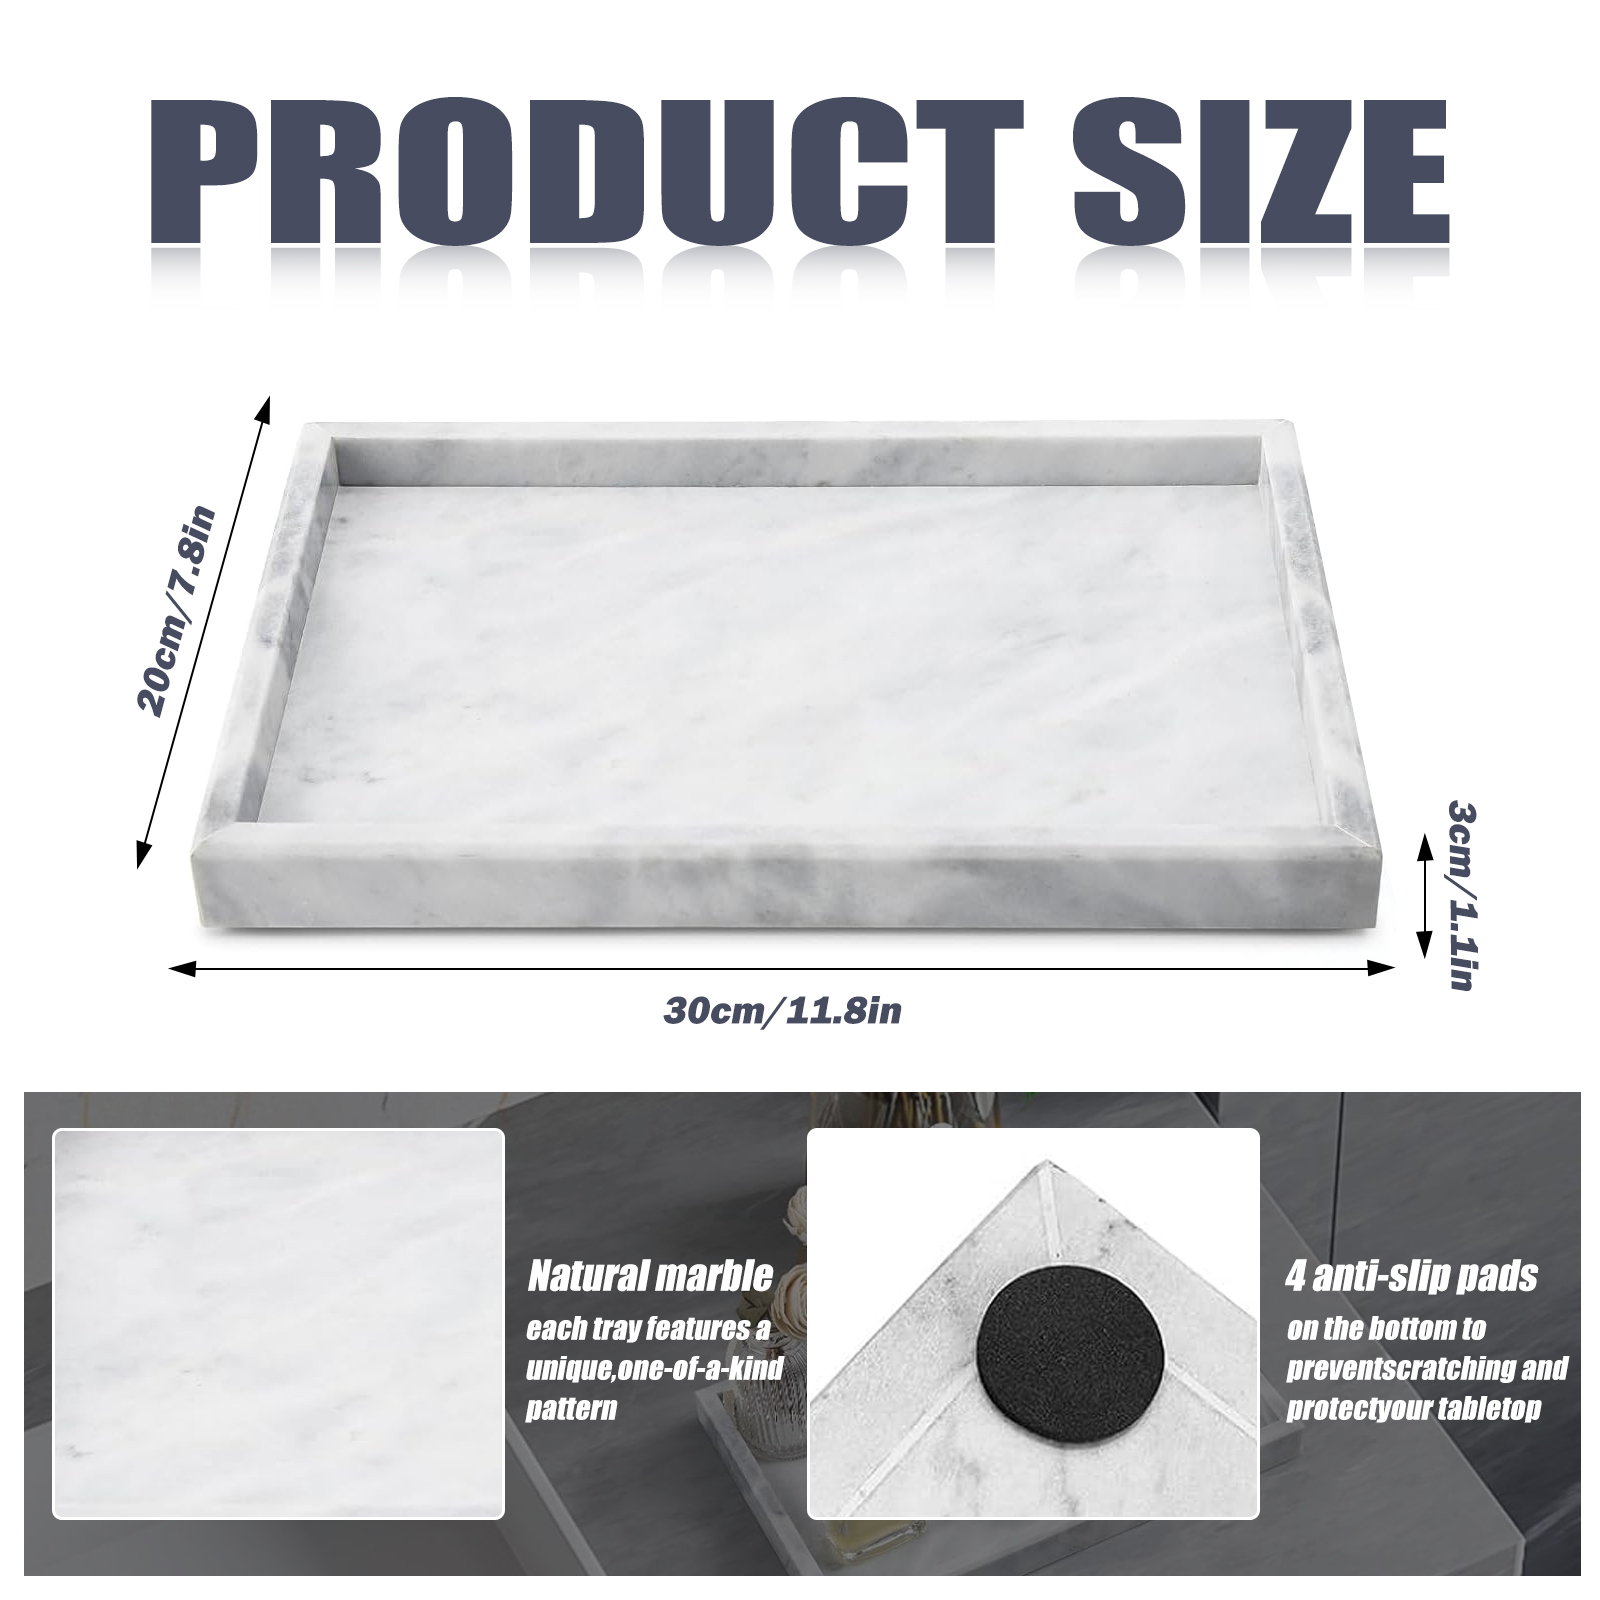 PRODUCT SIZE
20cm/7.8in
3cm/1.1in
30cm/11.8in
Natural marble
each tray features a
unique,one-of-a-kind
pattern
4 anti-slip pads
on the bottom to
preventscratching and
protectyour tabletop